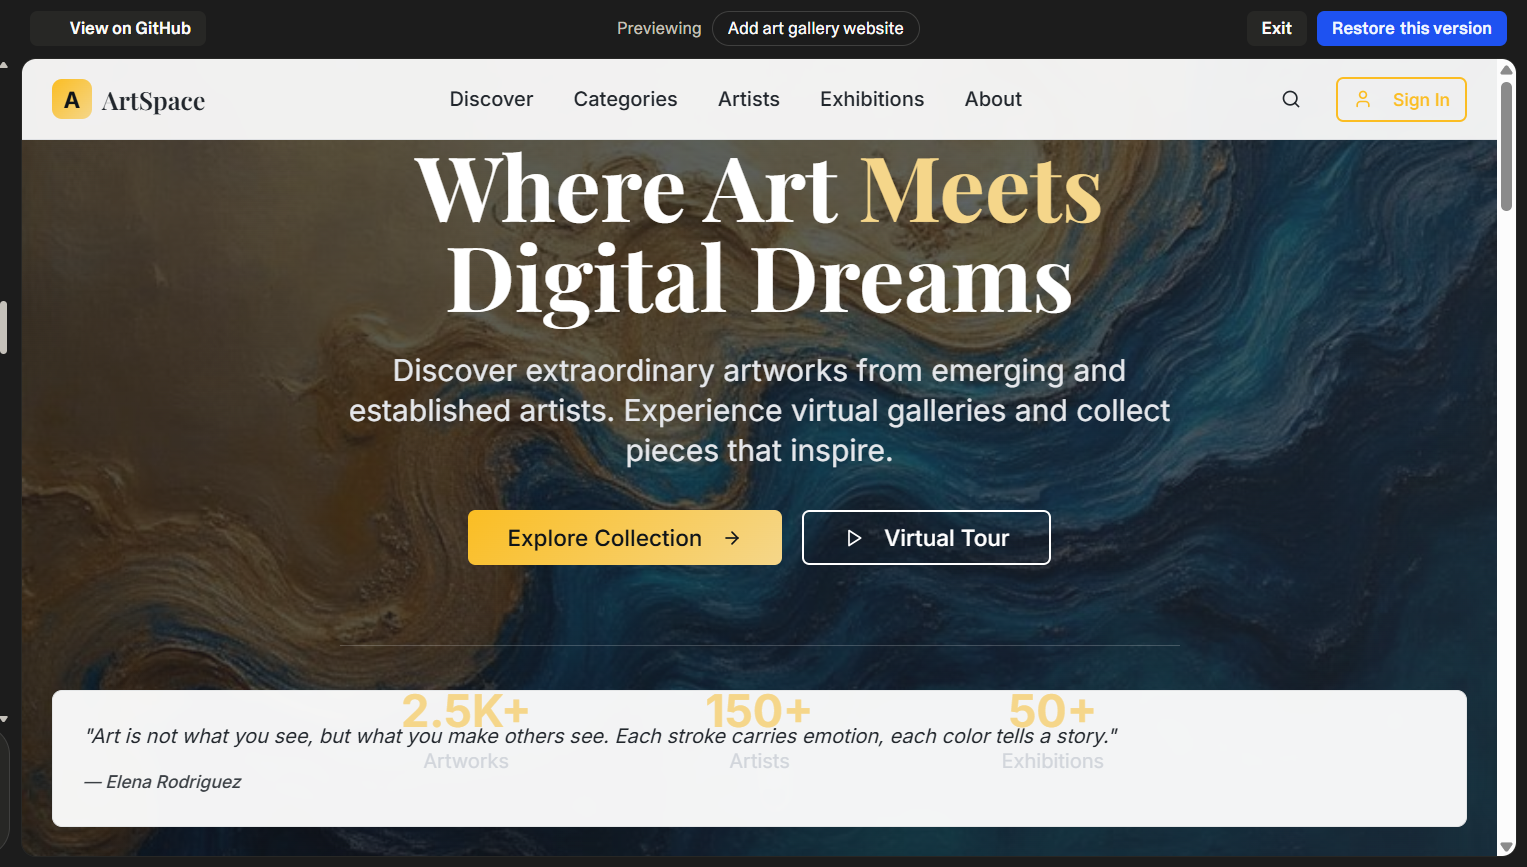 View on GitHub
Previewing Add art gallery website
Exit
Restore this version
A ArtSpace
Discover Categories Artists Exhibitions About
Sign In
Where Art Meets
Digital Dreams
Discover extraordinary artworks from emerging and
established artists. Experience virtual galleries and collect
pieces that inspire.
Explore Collection →
Virtual Tour
2.5K+ 150+ 50+
"Art is not what you see, but what you make others see. Each stroke carries emotion, each color tells a story."
Artworks Artists Exhibitions
— Elena Rodriguez